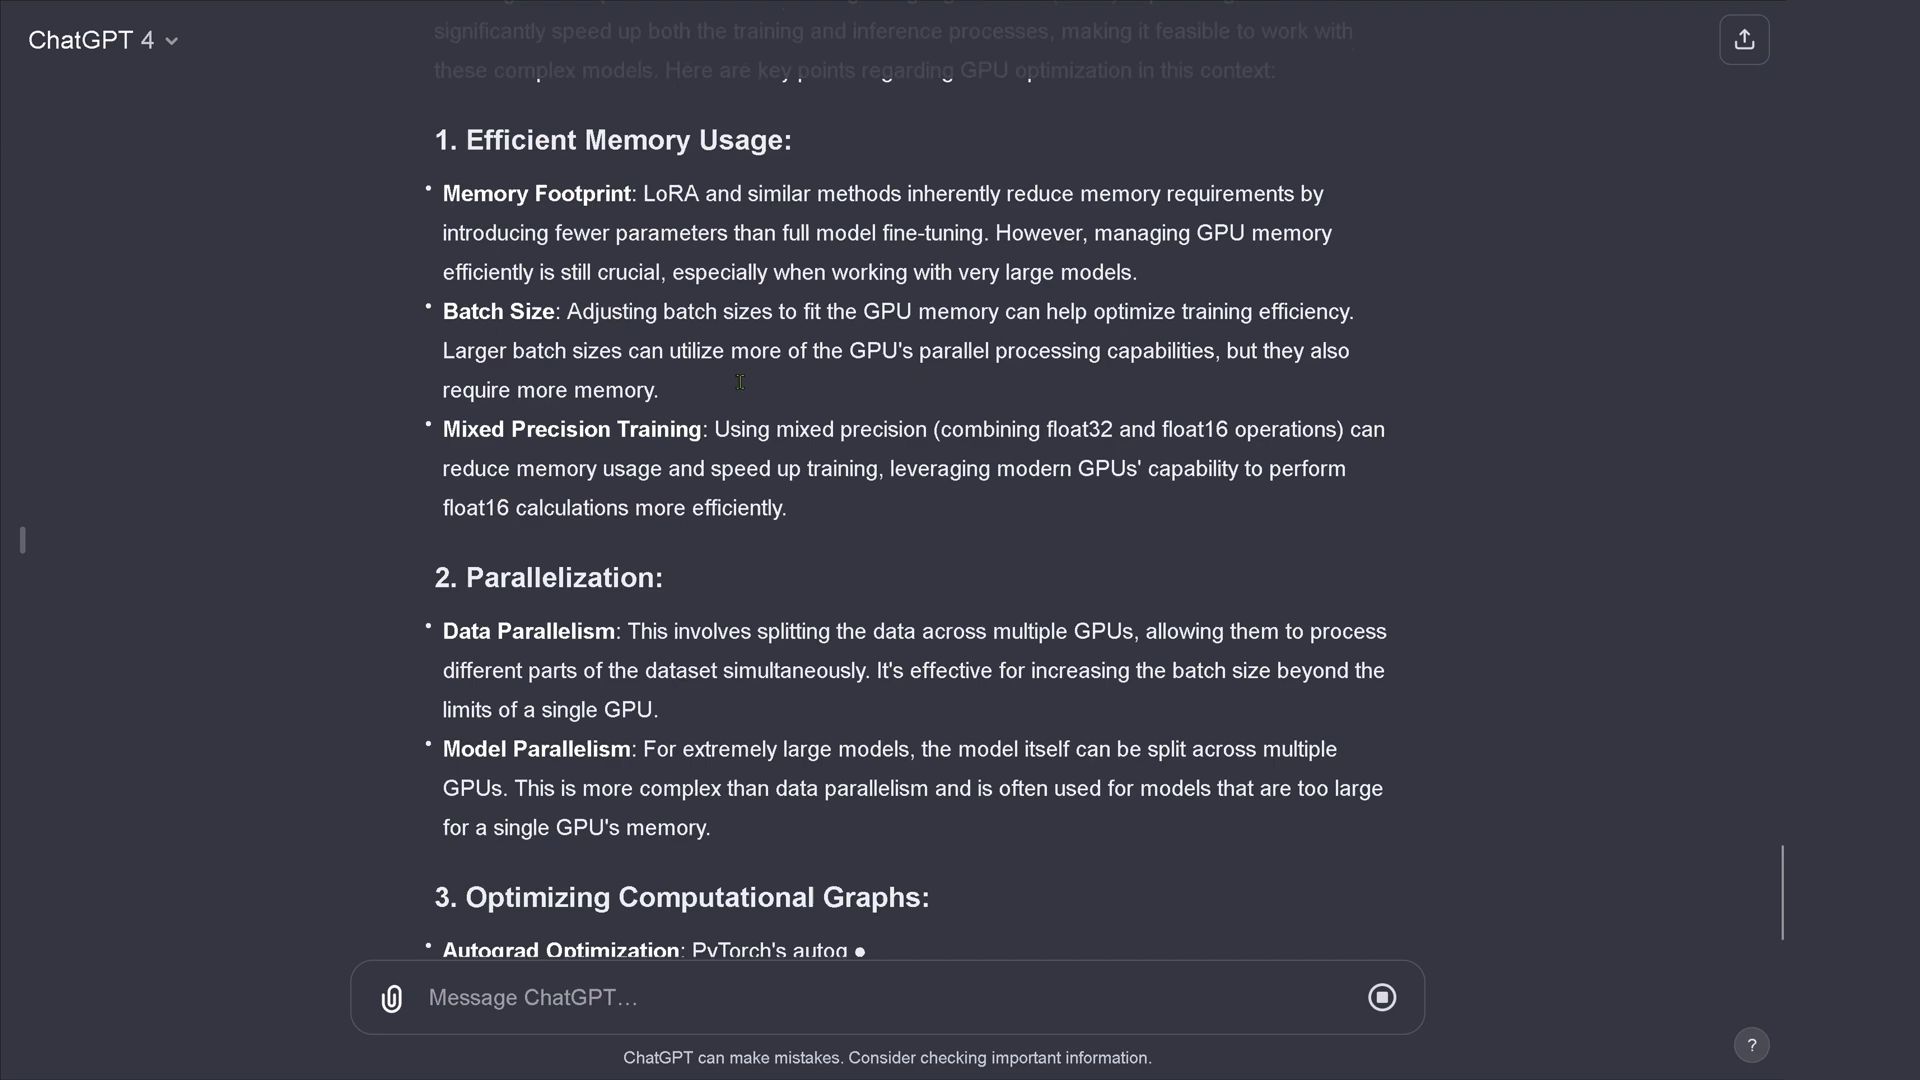 ChatGPT 4
significantly speed up both the training and inference processes, making it feasible to work with
these complex models. Here are key points regarding GPU optimization in this context:
1. Efficient Memory Usage:
• Memory Footprint: LoRA and similar methods inherently reduce memory requirements by
introducing fewer parameters than full model fine-tuning. However, managing GPU memory
efficiently is still crucial, especially when working with very large models.
• Batch Size: Adjusting batch sizes to fit the GPU memory can help optimize training efficiency.
Larger batch sizes can utilize more of the GPU's parallel processing capabilities, but they also
require more memory.
• Mixed Precision Training: Using mixed precision (combining float32 and float16 operations) can
reduce memory usage and speed up training, leveraging modern GPUs' capability to perform
float16 calculations more efficiently.
2. Parallelization:
• Data Parallelism: This involves splitting the data across multiple GPUs, allowing them to process
different parts of the dataset simultaneously. It's effective for increasing the batch size beyond the
limits of a single GPU.
• Model Parallelism: For extremely large models, the model itself can be split across multiple
GPUs. This is more complex than data parallelism and is often used for models that are too large
for a single GPU's memory.
3. Optimizing Computational Graphs:
• Autograd Optimization: PyTorch's autog
Message ChatGPT…
ChatGPT can make mistakes. Consider checking important information.
?